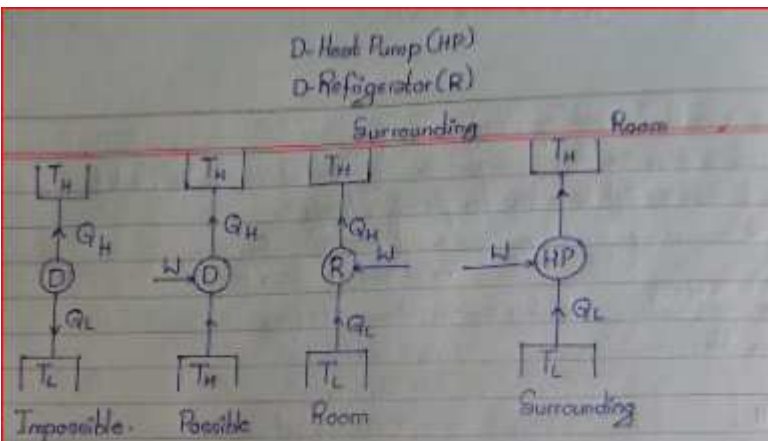 D-Heat Pump (HP)
D-Refrigerator (R)
Surrounding Room
TH TH TH TH
QH QH QH
D W D R W W HP
QL QL QL
TL TH TL TL
Impossible. Possible Room Surrounding